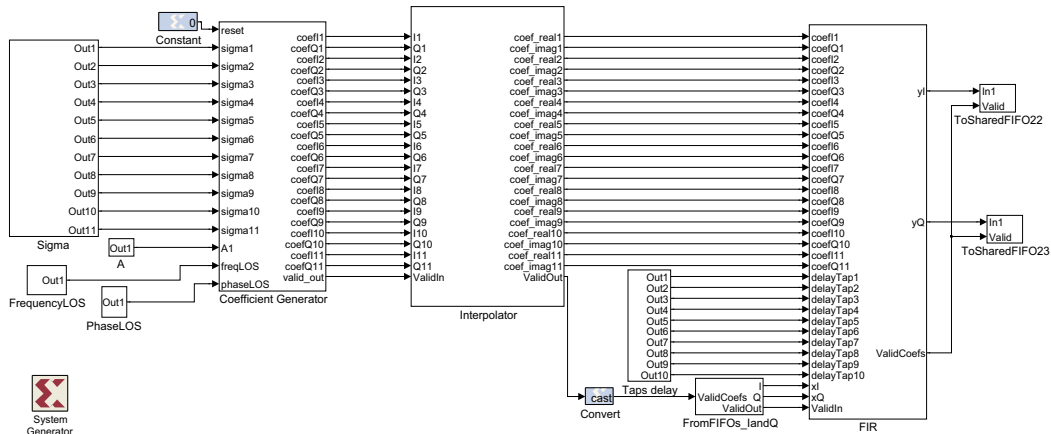 0
Constant
Out1
Out2
Out3
Out4
Out5
Out6
Out7
Out8
Out9
Out10
Out11
Sigma
Out1
A
Out1
FrequencyLOS
Out1
PhaseLOS
System
Generator
reset
sigma1
sigma2
sigma3
sigma4
sigma5
sigma6
sigma7
sigma8
sigma9
sigma10
sigma11
A1
freqLOS
phaseLOS
coefI1
coefQ1
coefI2
coefQ2
coefI3
coefQ3
coefI4
coefQ4
coefI5
coefQ5
coefI6
coefQ6
coefI7
coefQ7
coefI8
coefQ8
coefI9
coefQ9
coefI10
coefQ10
coefI11
coefQ11
valid_out
Coefficient Generator
I1
Q1
I2
Q2
I3
Q3
I4
Q4
I5
Q5
I6
Q6
I7
Q7
I8
Q8
I9
Q9
I10
Q10
I11
Q11
ValidIn
coef_real1
coef_imag1
coef_real2
coef_imag2
coef_real3
coef_imag3
coef_real4
coef_imag4
coef_real5
coef_imag5
coef_real6
coef_imag6
coef_real7
coef_imag7
coef_real8
coef_imag8
coef_real9
coef_imag9
coef_real10
coef_imag10
coef_real11
coef_imag11
ValidOut
Interpolator
Out1
Out2
Out3
Out4
Out5
Out6
Out7
Out8
Out9
Out10
Taps delay
cast
Convert
ValidCoefs
I
Q
ValidOut
FromFIFOs_IandQ
coefI1
coefQ1
coefI2
coefQ2
coefI3
coefQ3
coefI4
coefQ4
coefI5
coefQ5
coefI6
coefQ6
coefI7
coefQ7
coefI8
coefQ8
coefI9
coefQ9
coefI10
coefQ10
coefI11
coefQ11
delayTap1
delayTap2
delayTap3
delayTap4
delayTap5
delayTap6
delayTap7
delayTap8
delayTap9
delayTap10
xI
xQ
ValidIn
yI
yQ
ValidCoefs
FIR
In1
Valid
ToSharedFIFO22
In1
Valid
ToSharedFIFO23